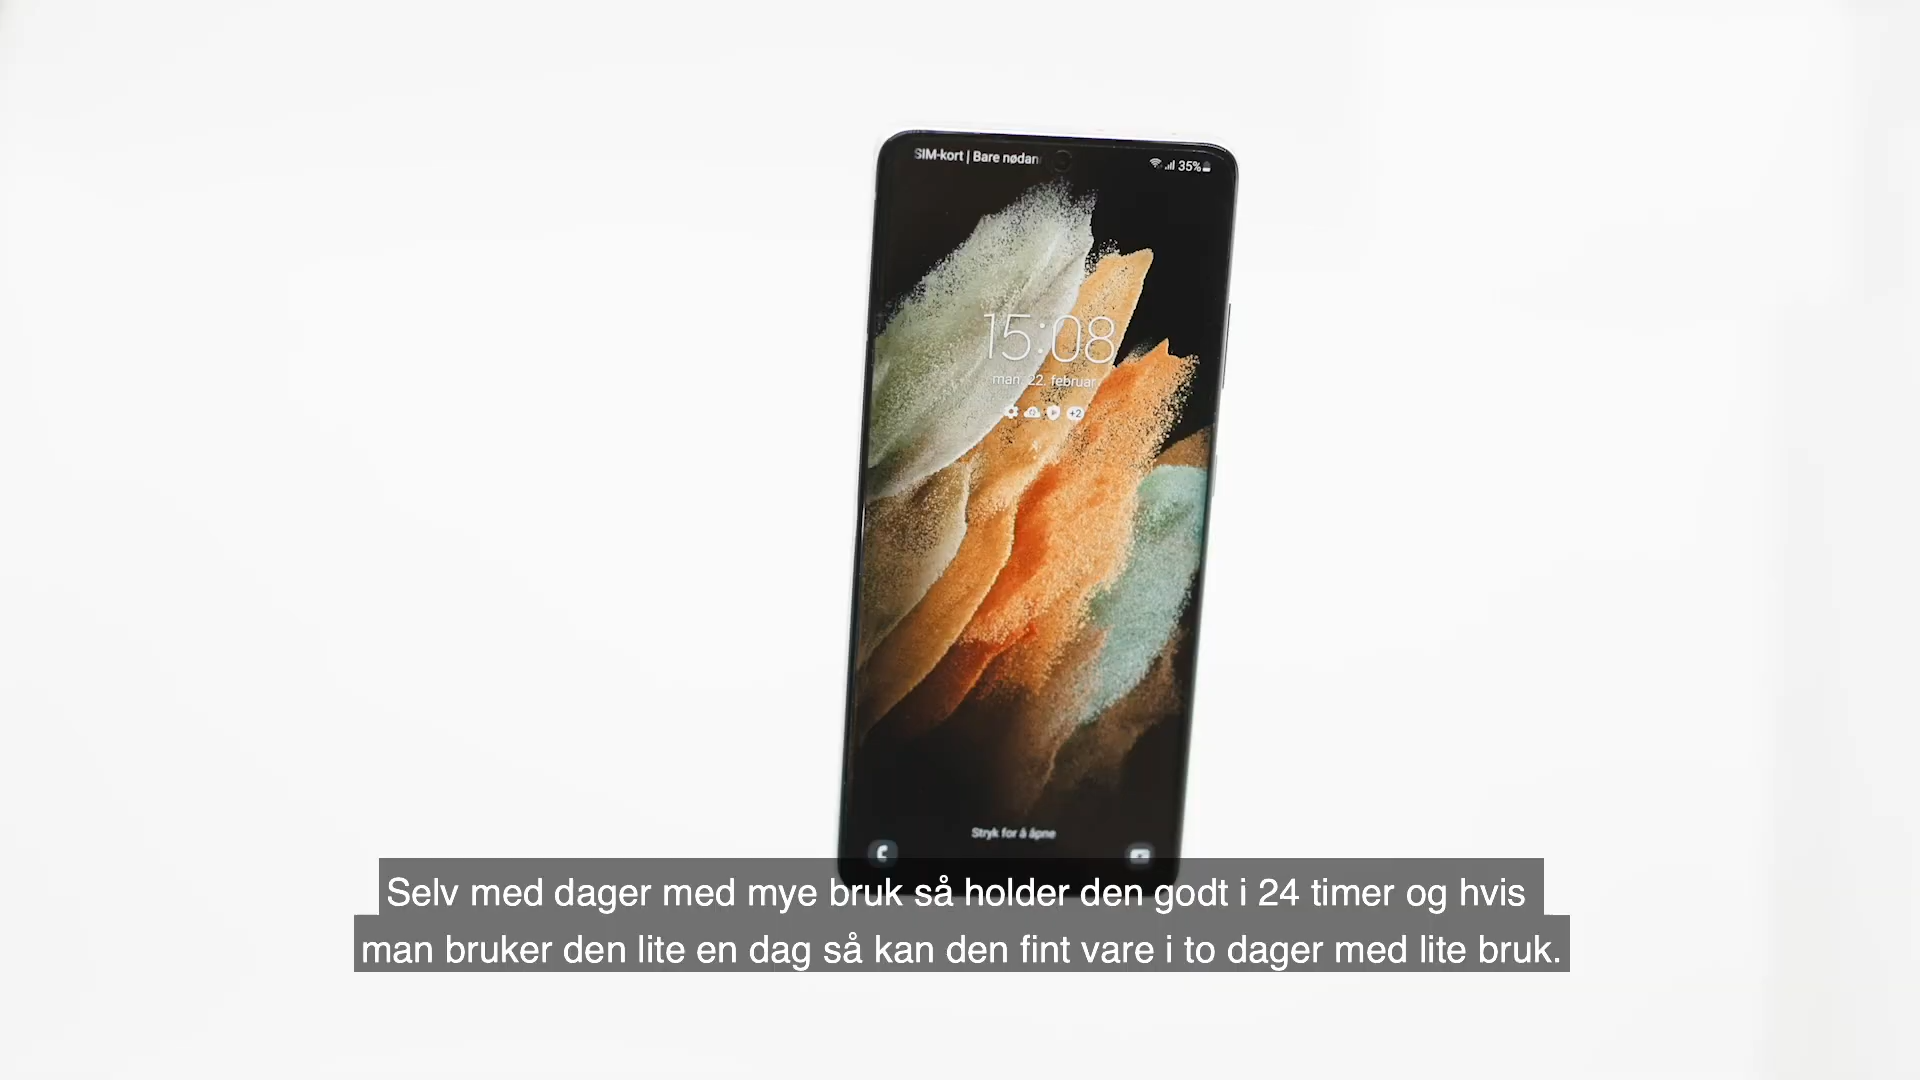 SIM-kort | Bare nødan
35%
15:08
man. 22. februar
+2
Stryk for å åpne
Selv med dager med mye bruk så holder den godt i 24 timer og hvis
man bruker den lite en dag så kan den fint vare i to dager med lite bruk.